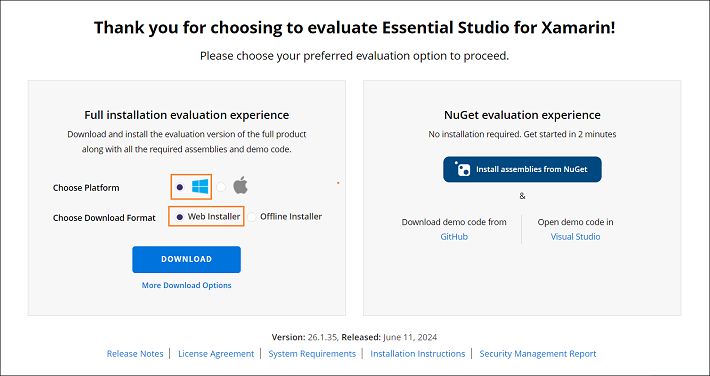 Thank you for choosing to evaluate Essential Studio for Xamarin!
Please choose your preferred evaluation option to proceed.
Full installation evaluation experience
Download and install the evaluation version of the full product
along with all the required assemblies and demo code.
Choose Platform
*
Choose Download Format
Web Installer
Offline Installer
DOWNLOAD
More Download Options
NuGet evaluation experience
No installation required. Get started in 2 minutes
Install assemblies from NuGet
&
Download demo code from
GitHub
Open demo code in
Visual Studio
Version: 26.1.35, Released: June 11, 2024
Release Notes | License Agreement | System Requirements | Installation Instructions | Security Management Report